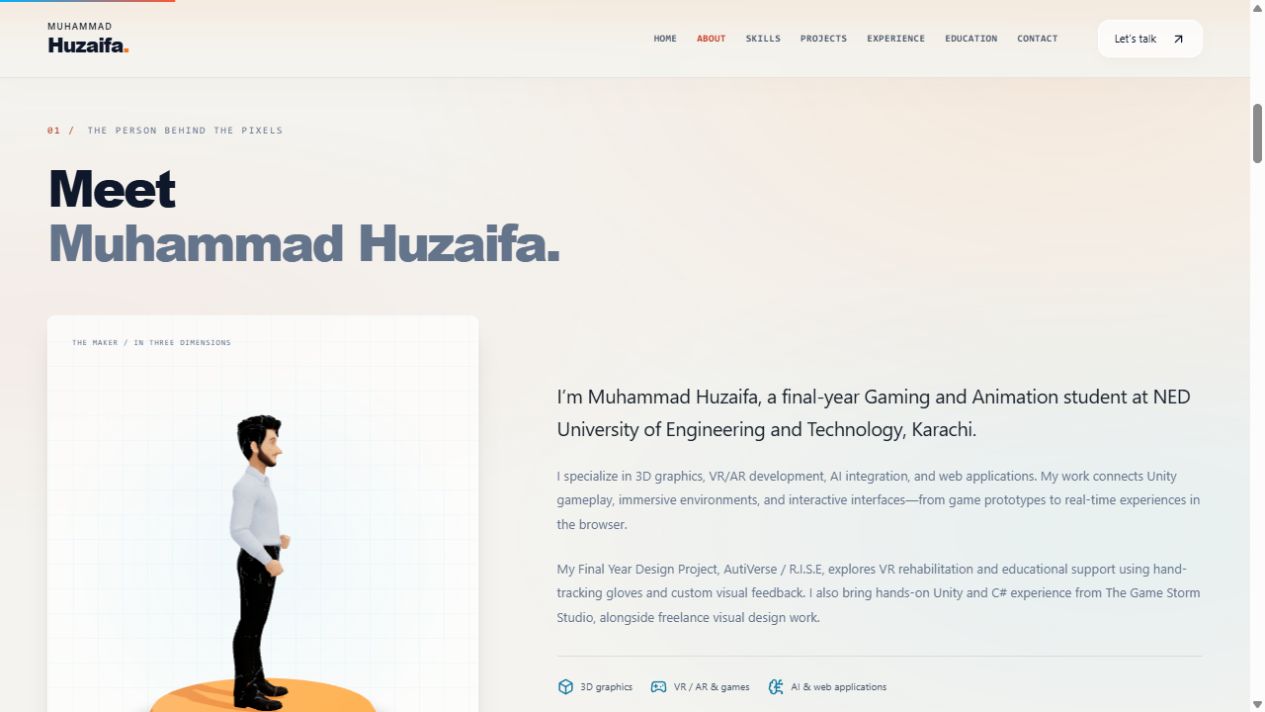 MUHAMMAD
Huzaifa.
HOME ABOUT SKILLS PROJECTS EXPERIENCE EDUCATION CONTACT
Let's talk
01 / THE PERSON BEHIND THE PIXELS
Meet
Muhammad Huzaifa.
THE MAKER / IN THREE DIMENSIONS
I’m Muhammad Huzaifa, a final-year Gaming and Animation student at NED
University of Engineering and Technology, Karachi.
I specialize in 3D graphics, VR/AR development, AI integration, and web applications. My work connects Unity
gameplay, immersive environments, and interactive interfaces—from game prototypes to real-time experiences in
the browser.
My Final Year Design Project, AutiVerse / R.I.S.E, explores VR rehabilitation and educational support using hand-
tracking gloves and custom visual feedback. I also bring hands-on Unity and C# experience from The Game Storm
Studio, alongside freelance visual design work.
3D graphics VR / AR & games AI & web applications